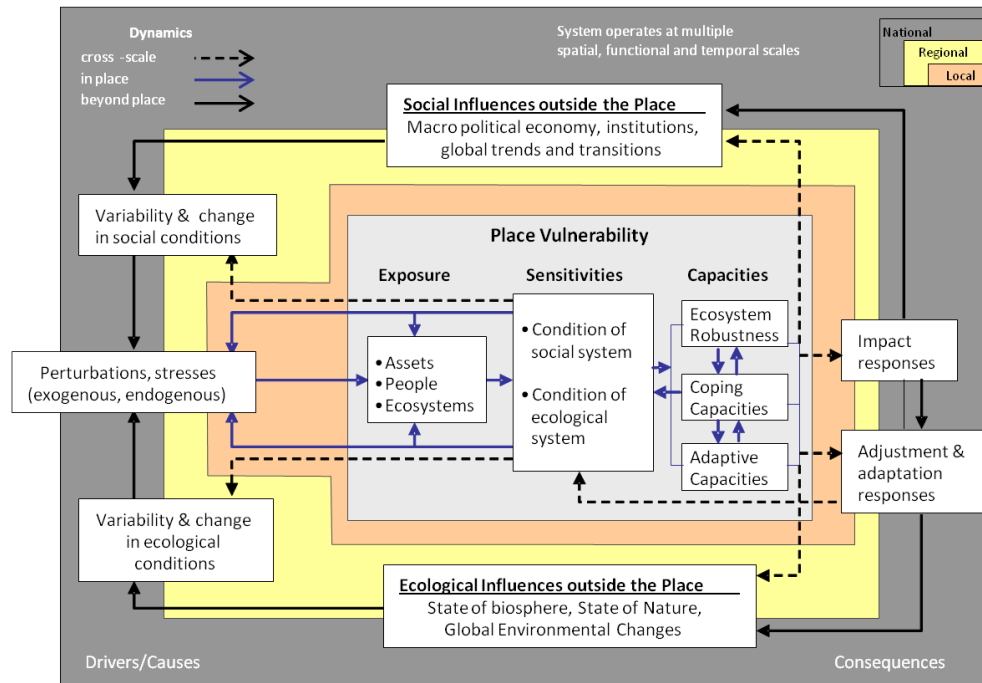 Dynamics
cross -scale
in place
beyond place
System operates at multiple
spatial, functional and temporal scales
National
Regional
Local
Social Influences outside the Place
Macro political economy, institutions,
global trends and transitions
Variability & change
in social conditions
Place Vulnerability
Exposure
Sensitivities
Capacities
• Assets
• People
• Ecosystems
• Condition of
social system
• Condition of
ecological
system
Ecosystem
Robustness
Coping
Capacities
Adaptive
Capacities
Impact
responses
Perturbations, stresses
(exogenous, endogenous)
Adjustment &
adaptation
responses
Variability & change
in ecological
conditions
Ecological Influences outside the Place
State of biosphere, State of Nature,
Global Environmental Changes
Drivers/Causes
Consequences